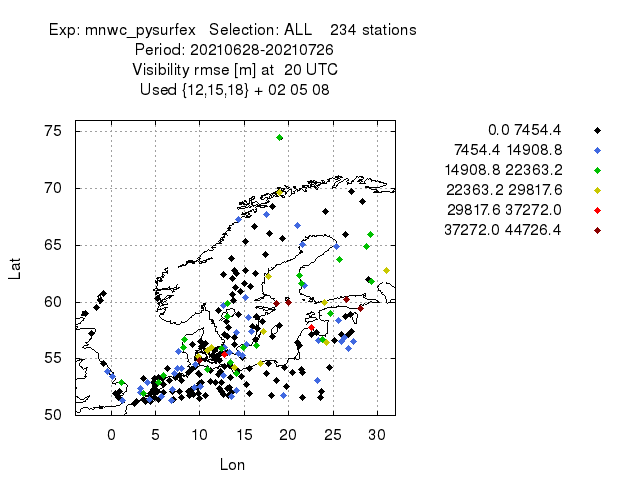 Exp: mnwc_pysurfex Selection: ALL 234 stations
Period: 20210628-20210726
Visibility rmse [m] at 20 UTC
Used {12,15,18} + 02 05 08
0.0 7454.4
7454.4 14908.8
14908.8 22363.2
22363.2 29817.6
29817.6 37272.0
37272.0 44726.4
75
70
65
60
55
50
Lat
0 5 10 15 20 25 30
Lon